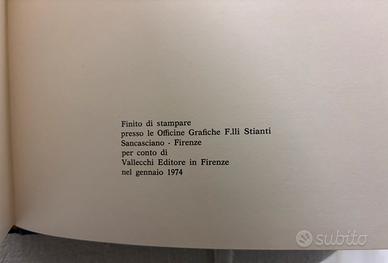 Finito di stampare
presso le Officine Grafiche F.lli Stianti
Sancasciano - Firenze
per conto di
Vallecchi Editore in Firenze
nel gennaio 1974
subito